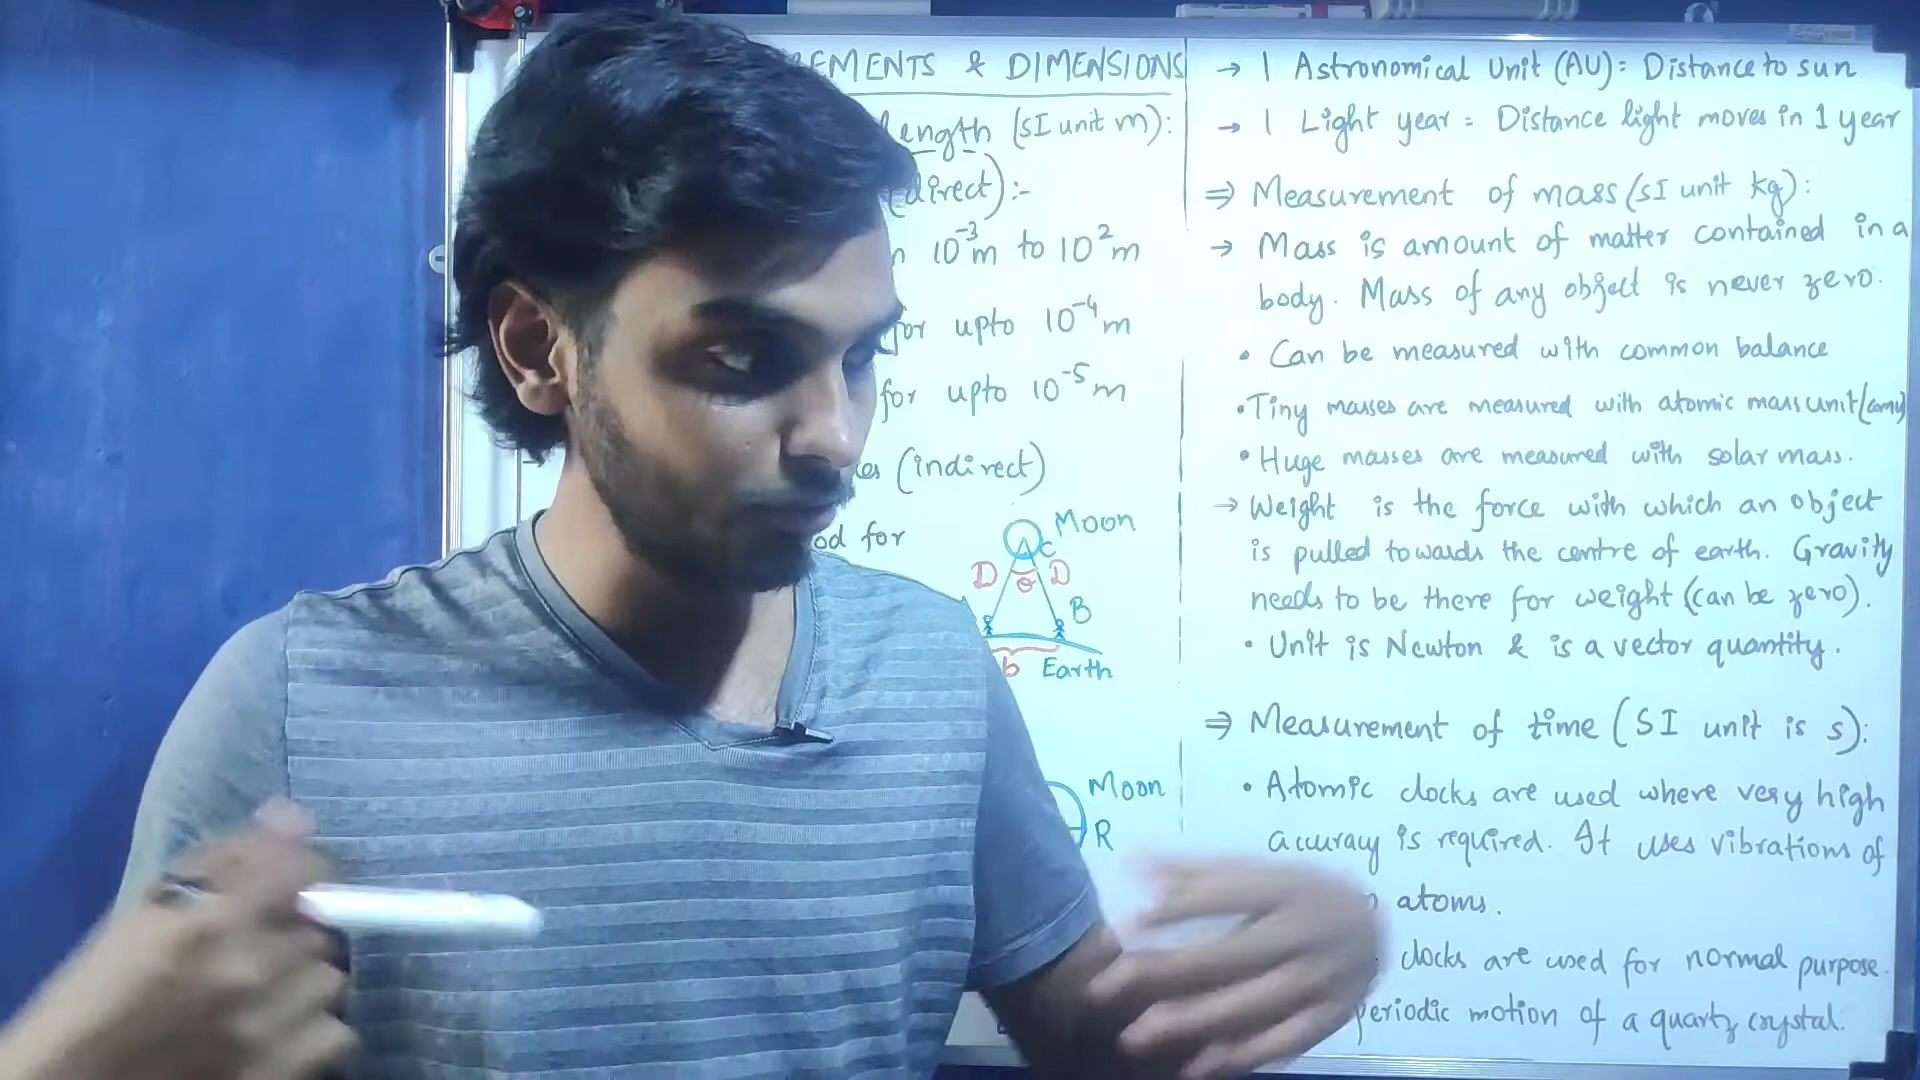 EMENTS & DIMENSIONS
length (SI unit m):
(direct):-
10⁻³m to 10²m
for upto 10⁻⁴m
for upto 10⁻⁵m
(indirect)
for
Moon
C
D θ D
B
b Earth
Moon
R
→ 1 Astronomical Unit (AU): Distance to sun
→ 1 Light year = Distance light moves in 1 year
⇒ Measurement of mass (SI unit kg):
→ Mass is amount of matter contained in a
body. Mass of any object is never zero.
• Can be measured with common balance
• Tiny masses are measured with atomic mass unit (amu)
• Huge masses are measured with solar mass.
→ Weight is the force with which an object
is pulled towards the centre of earth. Gravity
needs to be there for weight (can be zero).
• Unit is Newton & is a vector quantity.
⇒ Measurement of time (SI unit is s):
• Atomic clocks are used where very high
accuracy is required. It uses vibrations of
atoms.
clocks are used for normal purpose.
periodic motion of a quartz crystal.